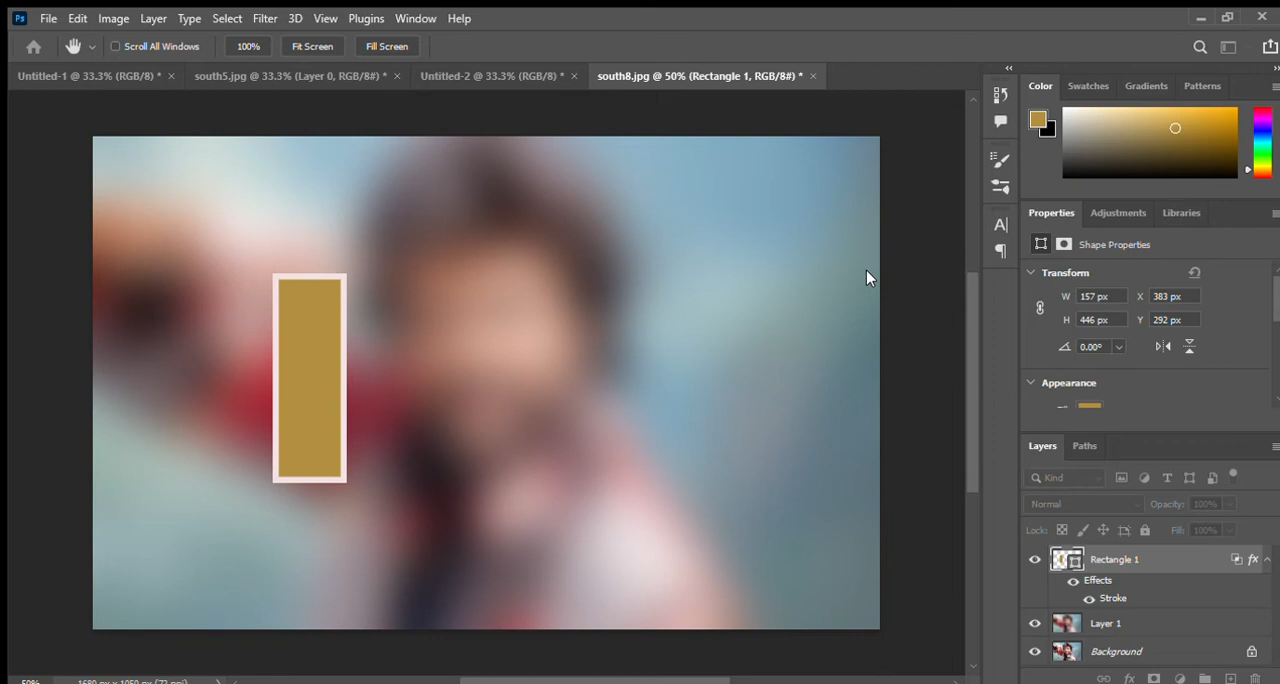 Ps File Edit Image Layer Type Select Filter 3D View Plugins Window Help
Scroll All Windows 100% Fit Screen Fill Screen
Untitled-1 @ 33.3% (RGB/8) * × south5.jpg @ 33.3% (Layer 0, RGB/8#) * × Untitled-2 @ 33.3% (RGB/8) * × south8.jpg @ 50% (Rectangle 1, RGB/8#) * ×
Color Swatches Gradients Patterns
Properties Adjustments Libraries
Shape Properties
Transform
W 157 px X 383 px
H 446 px Y 292 px
0.00°
Appearance
Layers Paths
Kind
Normal Opacity: 100%
Lock: Fill: 100%
Rectangle 1 fx
Effects
Stroke
Layer 1
Background
50% 1680 px x 1050 px (72 ppi)
fx